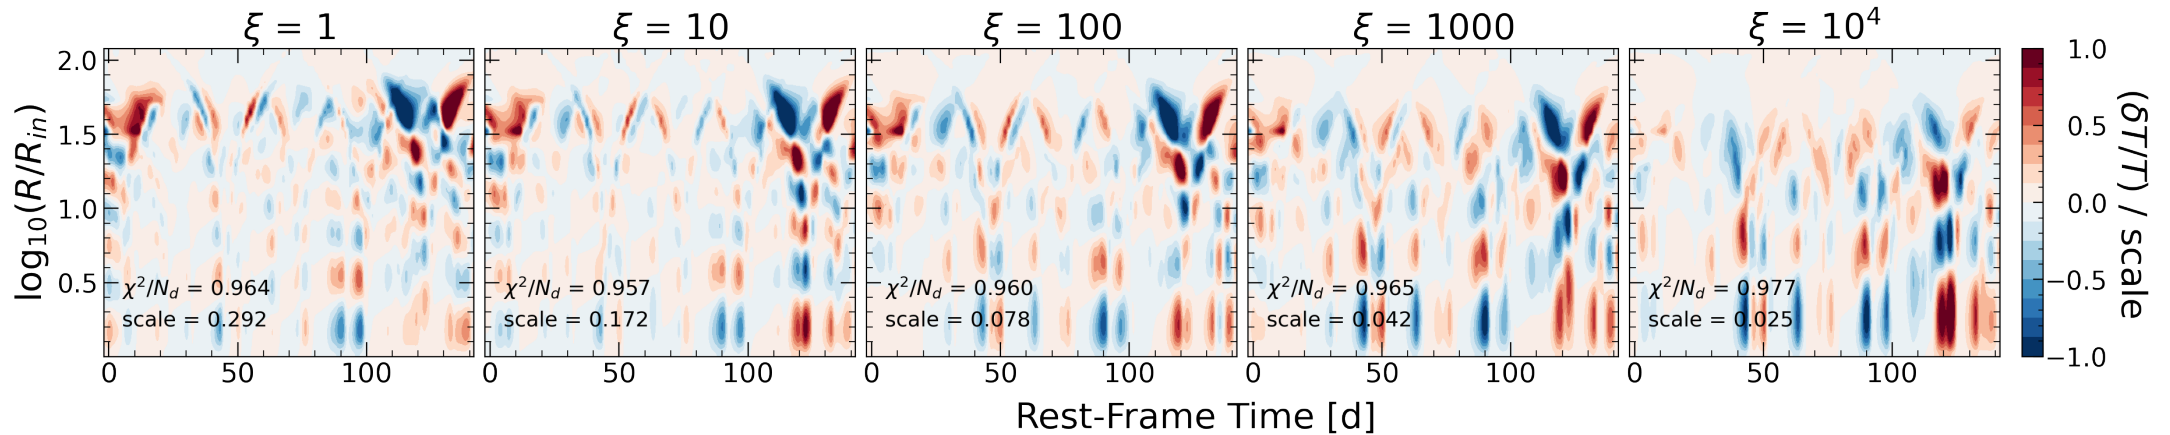 ξ = 1
ξ = 10
ξ = 100
ξ = 1000
ξ = 10⁴
log₁₀(R/R_in)
2.0
1.5
1.0
0.5
χ²/N_d = 0.964
scale = 0.292
χ²/N_d = 0.957
scale = 0.172
χ²/N_d = 0.960
scale = 0.078
χ²/N_d = 0.965
scale = 0.042
χ²/N_d = 0.977
scale = 0.025
0 50 100
0 50 100
0 50 100
0 50 100
0 50 100
Rest-Frame Time [d]
1.0
0.5
0.0
−0.5
−1.0
(δT/T) / scale